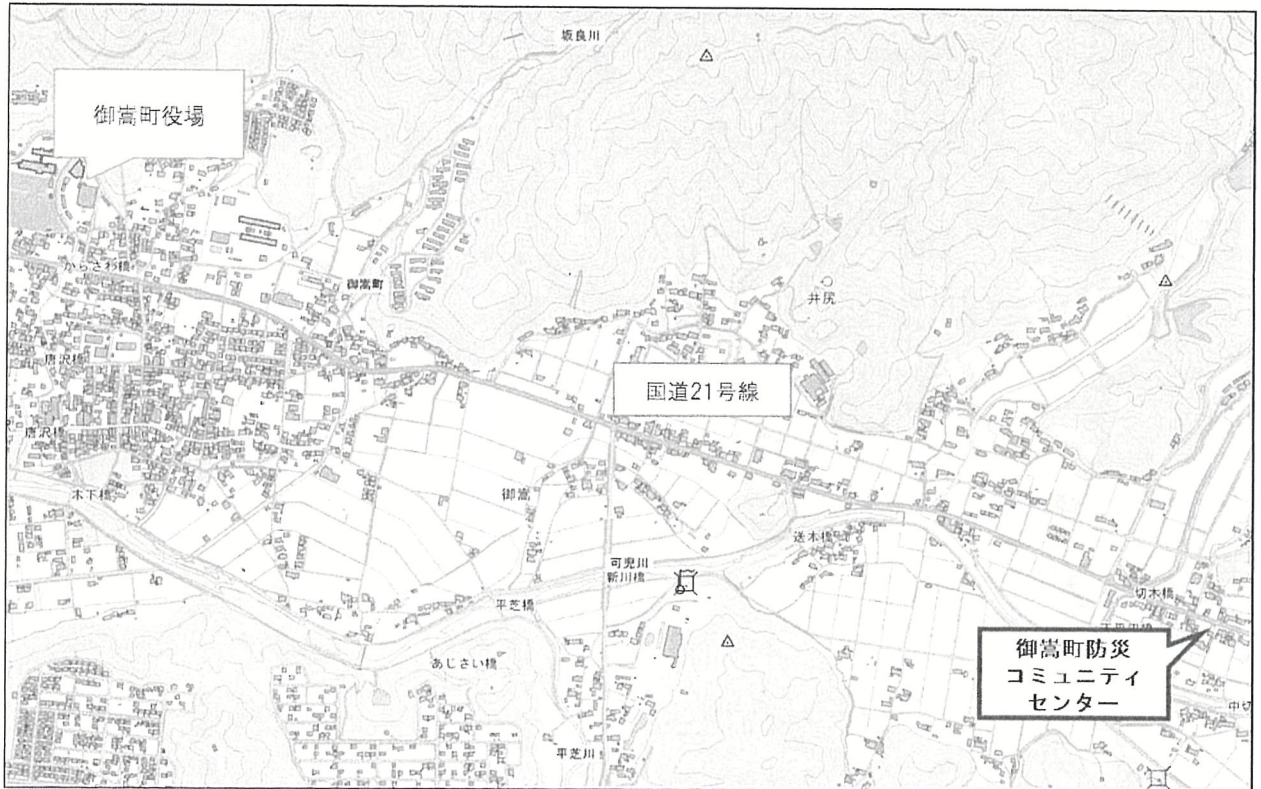 坂良川
御嵩町役場
からさわ橋
御嵩町
井尻
唐沢橋
国道21号線
唐沢橋
木下橋
御嵩
送木橋
可児川
新川橋
切木橋
平芝橋
御嵩町防災
コミュニティ
センター
あじさい橋
中切
平芝川